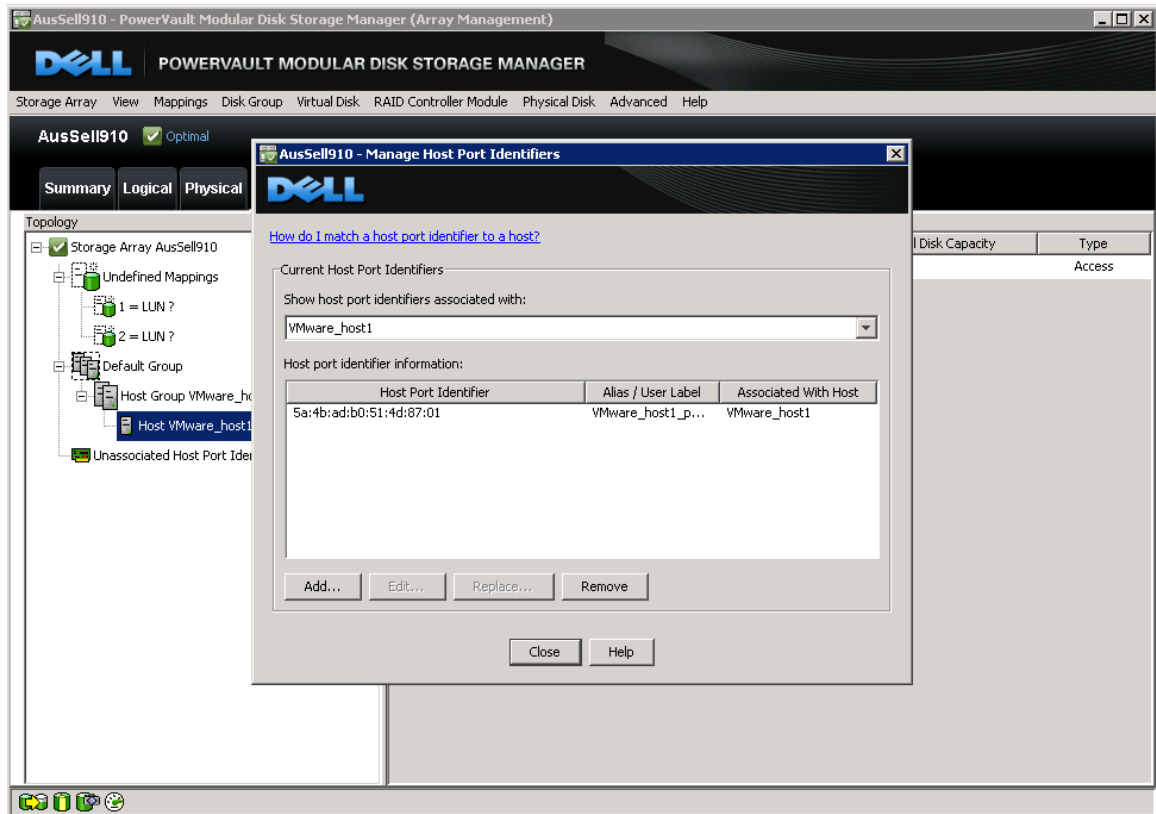 AusSell910 - PowerVault Modular Disk Storage Manager (Array Management)
DELL POWERVAULT MODULAR DISK STORAGE MANAGER
Storage Array View Mappings Disk Group Virtual Disk RAID Controller Module Physical Disk Advanced Help
AusSell910 Optimal
Summary Logical Physical
Topology
Storage Array AusSell910
Undefined Mappings
1 = LUN ?
2 = LUN ?
Default Group
Host Group VMware_ho
Host VMware_host1
Unassociated Host Port Iden
AusSell910 - Manage Host Port Identifiers
DELL
How do I match a host port identifier to a host?
Current Host Port Identifiers
Show host port identifiers associated with:
VMware_host1
Host port identifier information:
Host Port Identifier Alias / User Label Associated With Host
5a:4b:ad:b0:51:4d:87:01 VMware_host1_p... VMware_host1
Add... Edit... Replace... Remove
Close Help
l Disk Capacity Type
Access